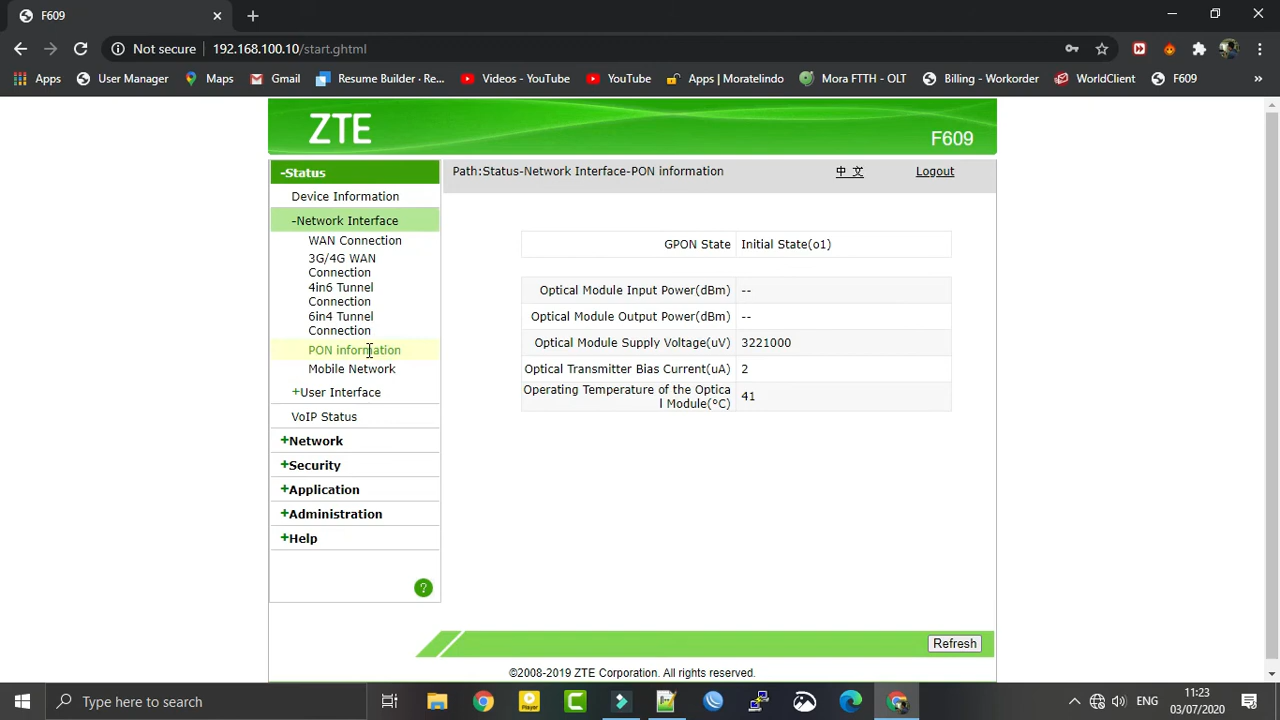 F609
Not secure
192.168.100.10/start.ghtml
Apps
User Manager
Maps
Gmail
Resume Builder · Re...
Videos - YouTube
YouTube
Apps | Moratelindo
Mora FTTH - OLT
Billing - Workorder
WorldClient
F609
»
ZTE
F609
-Status
Path:Status-Network Interface-PON information
中 文
Logout
Device Information
-Network Interface
WAN Connection
3G/4G WAN
Connection
4in6 Tunnel
Connection
6in4 Tunnel
Connection
PON information
Mobile Network
+User Interface
VoIP Status
+Network
+Security
+Application
+Administration
+Help
?
GPON State Initial State(o1)
Optical Module Input Power(dBm) --
Optical Module Output Power(dBm) --
Optical Module Supply Voltage(uV) 3221000
Optical Transmitter Bias Current(uA) 2
Operating Temperature of the Optica
l Module(°C) 41
Refresh
©2008-2019 ZTE Corporation. All rights reserved.
Type here to search
Player
ENG
11:23
03/07/2020